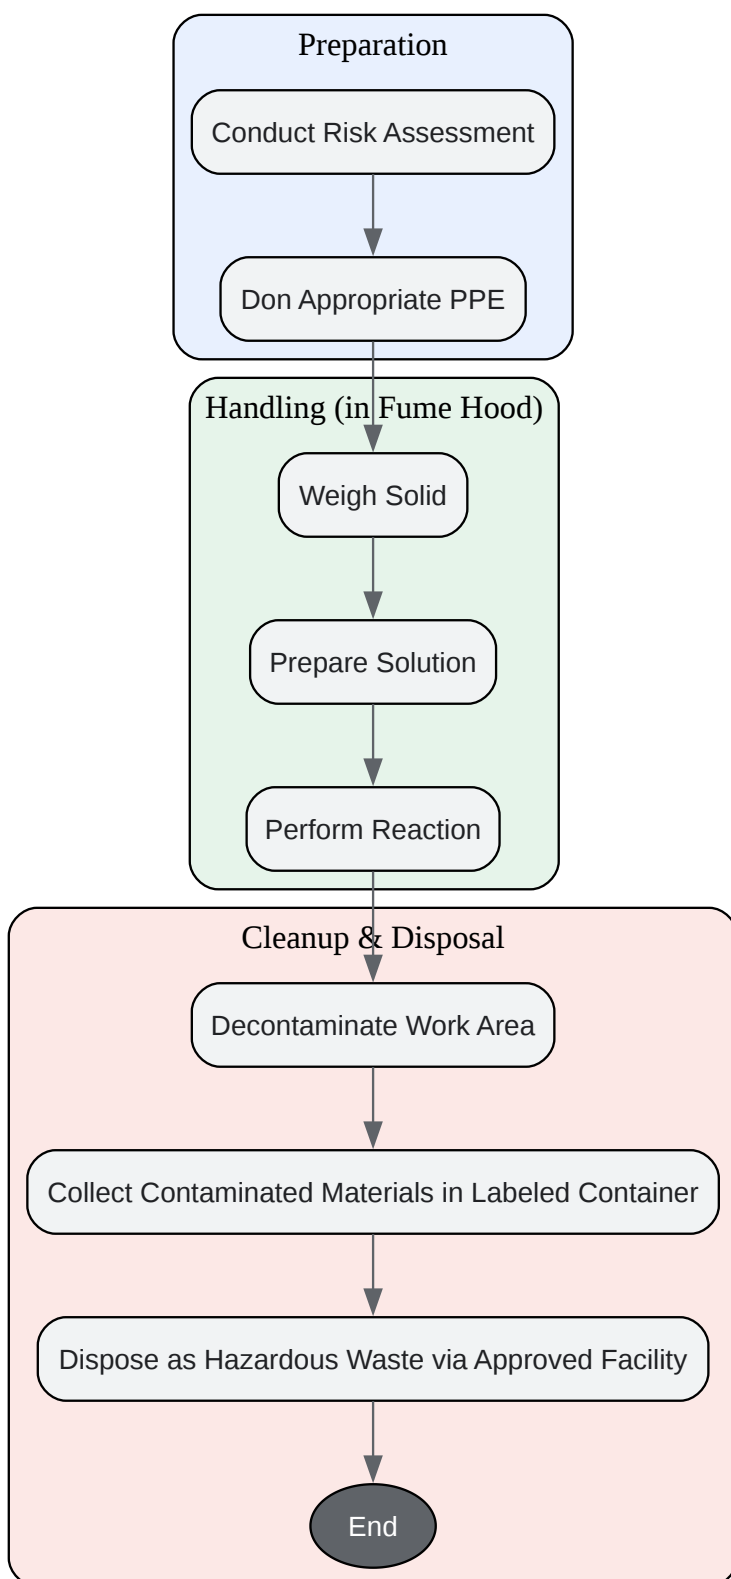 Preparation
Conduct Risk Assessment
Don Appropriate PPE
Handling (in Fume Hood)
Weigh Solid
Prepare Solution
Perform Reaction
Cleanup & Disposal
Decontaminate Work Area
Collect Contaminated Materials in Labeled Container
Dispose as Hazardous Waste via Approved Facility
End